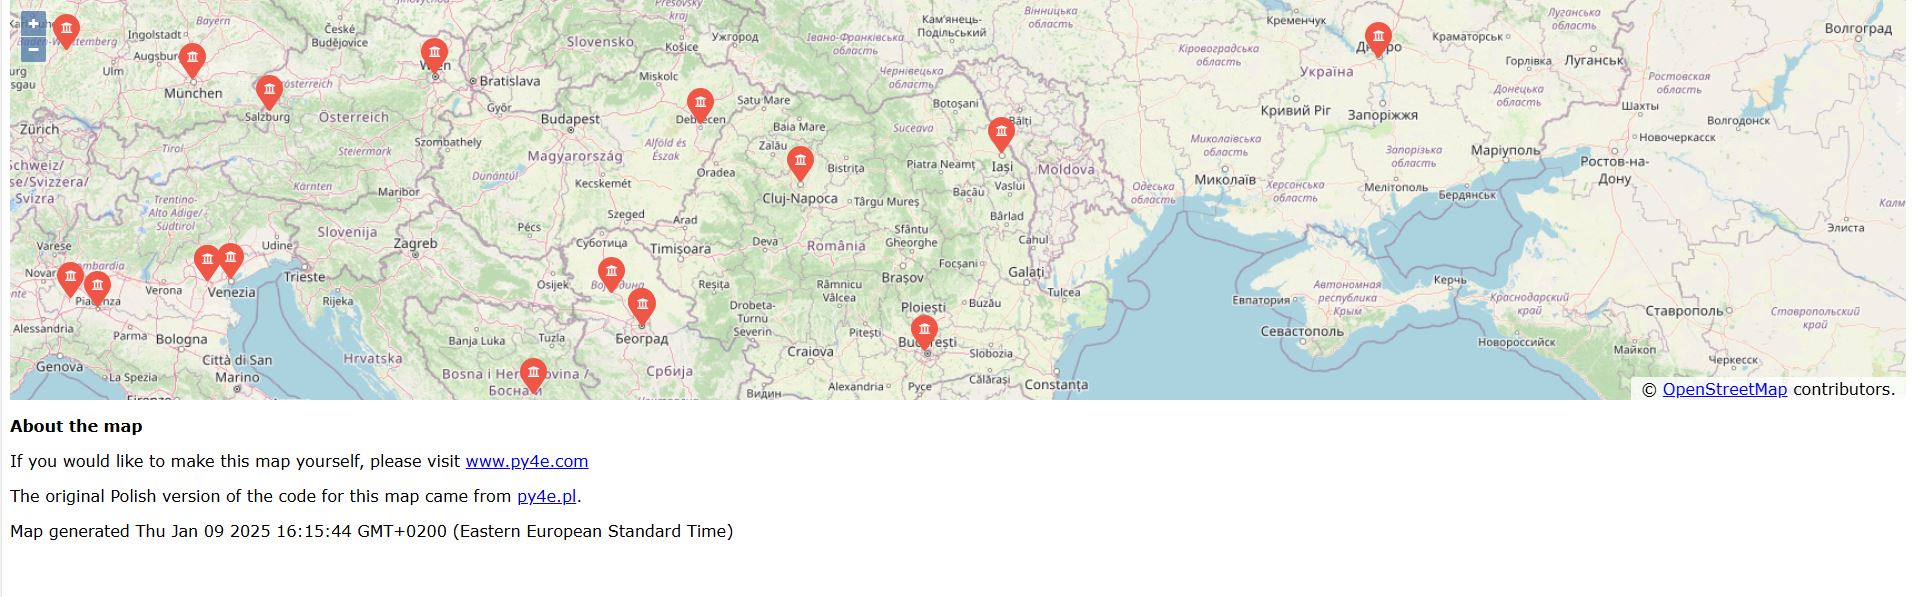 Ingolstadt
České
Budějovice
Slovensko
Košice
Ужгород
Prešovský
kraj
Івано-Франківська
область
Кам'янець-
Подільський
Вінницька
область
Кременчук
Дніпро
Краматорськ
Луганська
область
Волгоград
Bayern
Augsburg
Ulm
München
Österreich
Salzburg
Wien
Bratislava
Győr
Miskolc
Чернівецька
область
Кіровоградська
область
Україна
Горлівка
Луганськ
Донецька
область
Ростовская
область
Шахты
Волгодонск
Budapest
Debrecen
Satu Mare
Baia Mare
Botoșani
Suceava
Bălți
Кривий Ріг
Запоріжжя
Новочеркасск
Zürich
Schweiz/
se/Svizzera/
Svizra
Tirol
Steiermark
Szombathely
Magyarország
Alföld és
Észak
Zalău
Oradea
Bistrița
Piatra Neamț
Iași
Moldova
Миколаївська
область
Запорізька
область
Маріуполь
Ростов-на-
Дону
Kärnten
Maribor
Dunántúl
Kecskemét
Cluj-Napoca
Târgu Mureș
Bacău
Vaslui
Одеська
область
Миколаїв
Херсонська
область
Мелітополь
Бердянськ
Trentino-
Alto Adige/
Südtirol
Slovenija
Zagreb
Pécs
Szeged
Arad
Bârlad
Элиста
Varese
Udine
Trieste
Суботица
Timișoara
Deva
România
Sfântu
Gheorghe
Cahul
Novara
Lombardia
Verona
Venezia
Rijeka
Osijek
Војводина
Reșița
Râmnicu
Vâlcea
Brașov
Focșani
Galați
Tulcea
Автономная
республика
Крым
Евпатория
Керчь
Краснодарский
край
Ставрополь
Ставропольский
край
Piacenza
Alessandria
Parma
Bologna
Banja Luka
Tuzla
Београд
Drobeta-
Turnu
Severin
Ploiești
Buzău
Pitești
București
Slobozia
Севастополь
Новороссийск
Майкоп
Черкесск
Genova
La Spezia
Città di San
Marino
Hrvatska
Bosna i Hercegovina /
Србија
Craiova
Alexandria
Русе
Călărași
Constanța
Видин
© OpenStreetMap contributors.
About the map
If you would like to make this map yourself, please visit www.py4e.com
The original Polish version of the code for this map came from py4e.pl.
Map generated Thu Jan 09 2025 16:15:44 GMT+0200 (Eastern European Standard Time)